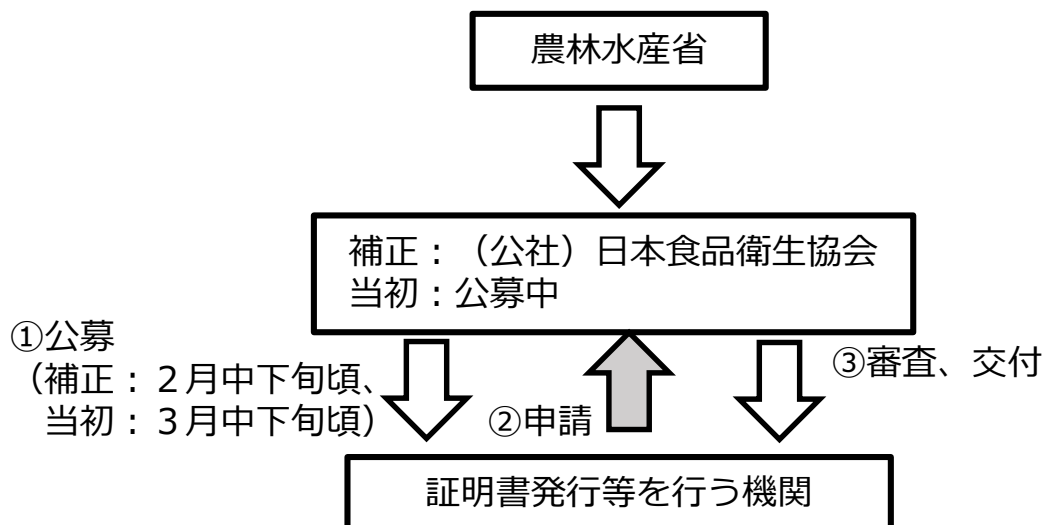 農林水産省
補正：（公社）日本食品衛生協会
当初：公募中
①公募
（補正：２月中下旬頃、
当初：３月中下旬頃）
②申請
③審査、交付
証明書発行等を行う機関